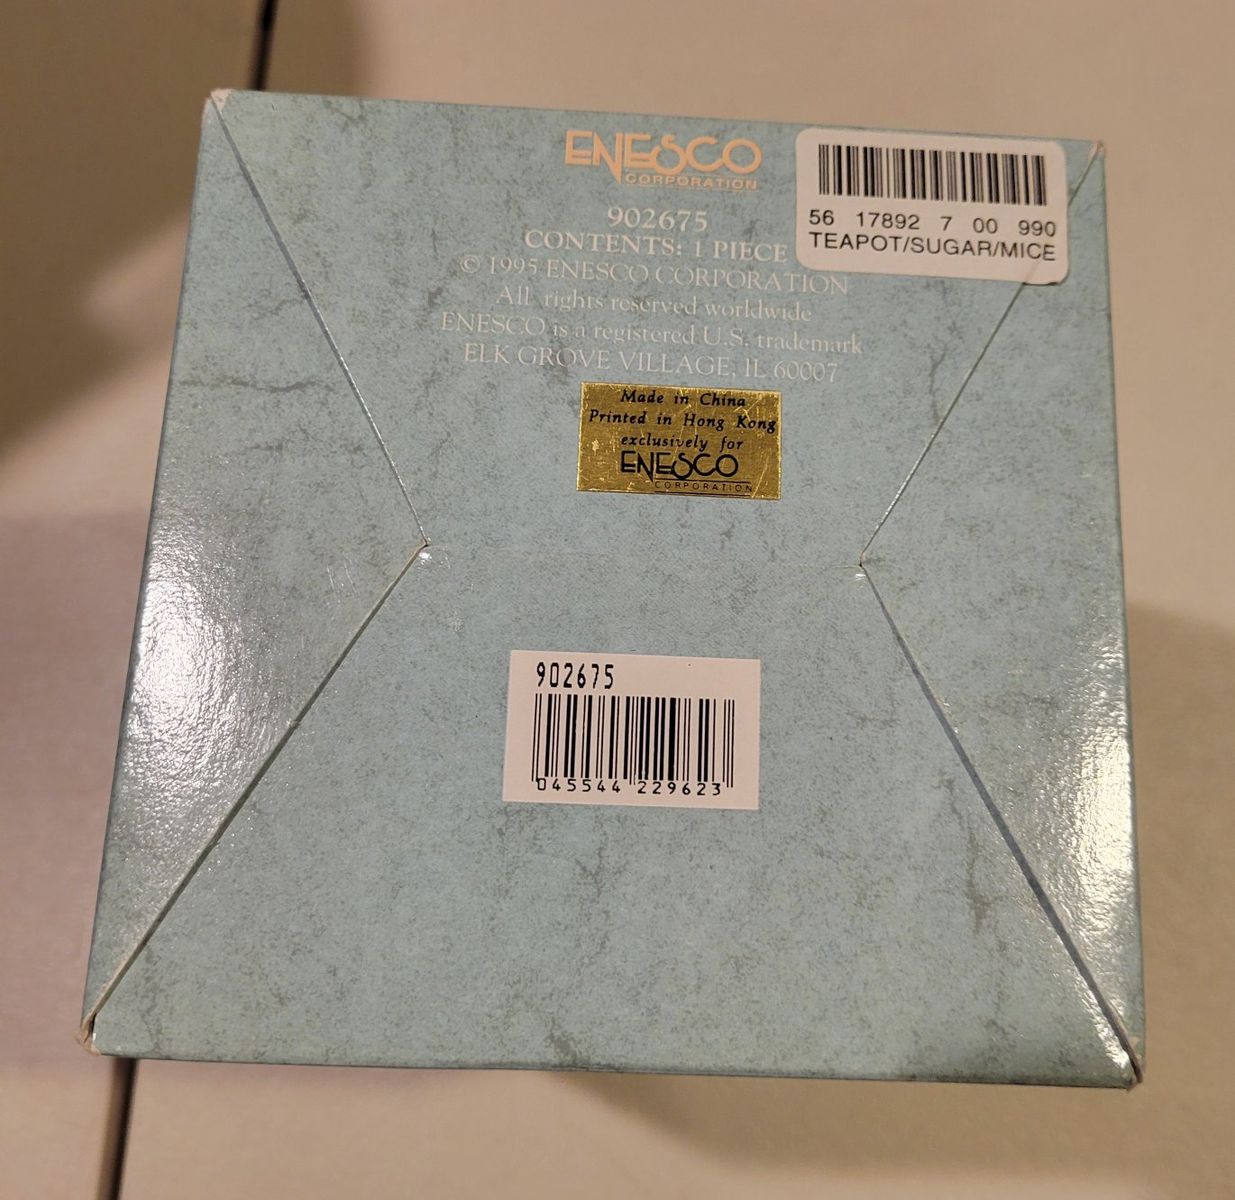 ENESCO
CORPORATION
902675
CONTENTS: 1 PIECE
© 1995 ENESCO CORPORATION
All rights reserved worldwide
ENESCO is a registered U.S. trademark
ELK GROVE VILLAGE, IL 60007
56 17892 7 00 990
TEAPOT/SUGAR/MICE
Made in China
Printed in Hong Kong
exclusively for
ENESCO
CORPORATION
902675
045544 229623